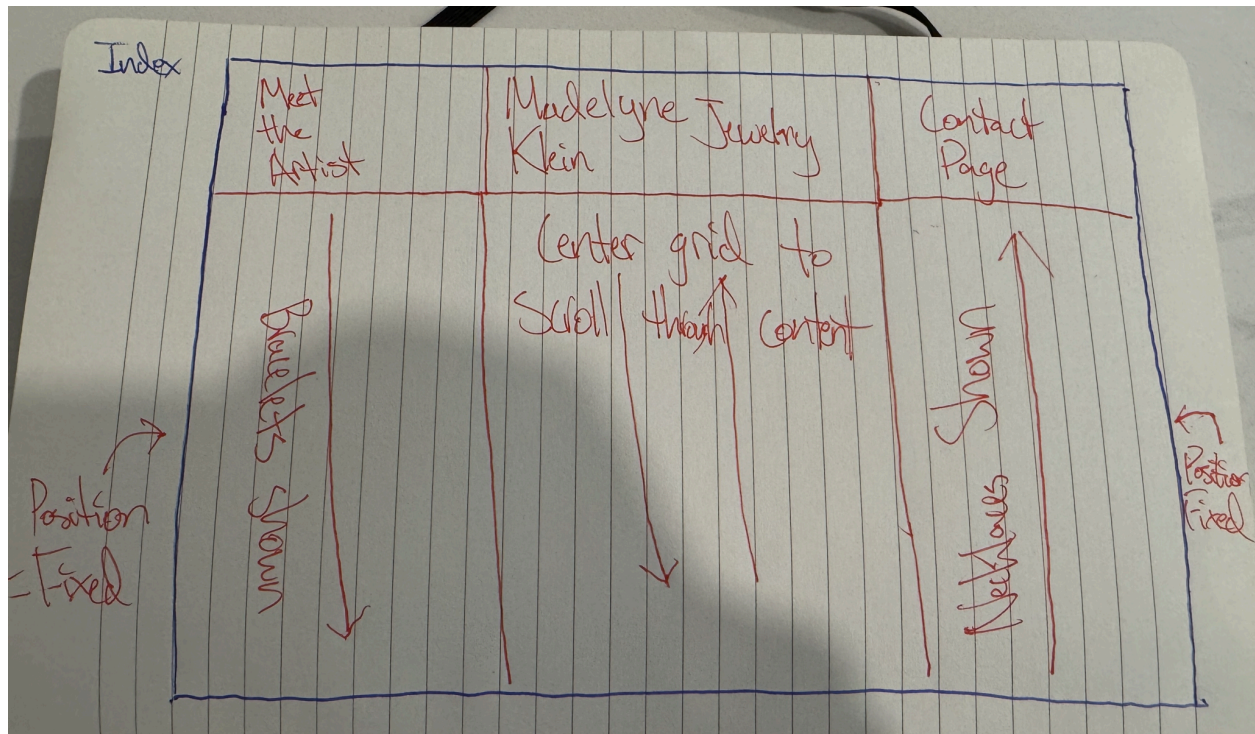 Index
Meet
the
Artist
Madelyne Jewelry
Klein
Contact
Page
Center grid to
Scroll through content
Bracelets Shown
Necklaces Shown
Position
= Fixed
Position
Fixed